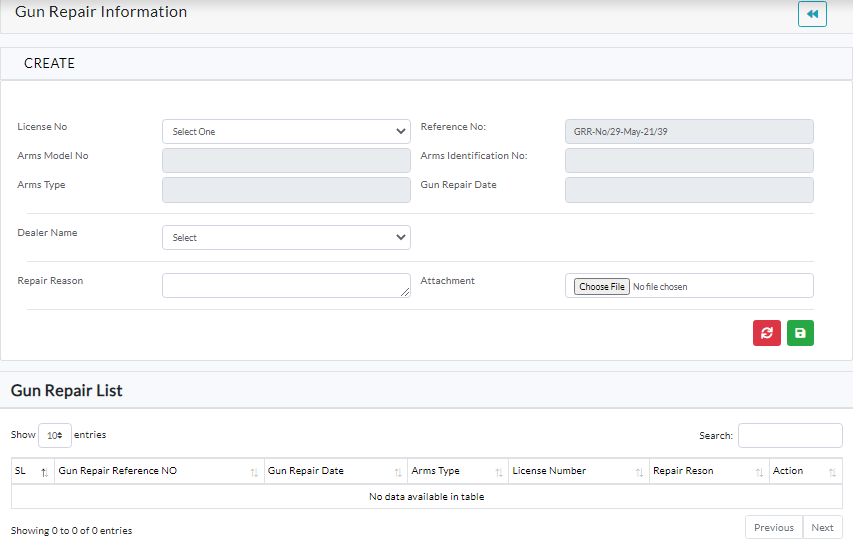 Gun Repair Information
CREATE
License No Select One Reference No: GRR-No/29-May-21/39
Arms Model No Arms Identification No:
Arms Type Gun Repair Date
Dealer Name Select
Repair Reason Attachment Choose File No file chosen
Gun Repair List
Show 10 entries Search:
SL Gun Repair Reference NO Gun Repair Date Arms Type License Number Repair Reson Action
No data available in table
Showing 0 to 0 of 0 entries Previous Next